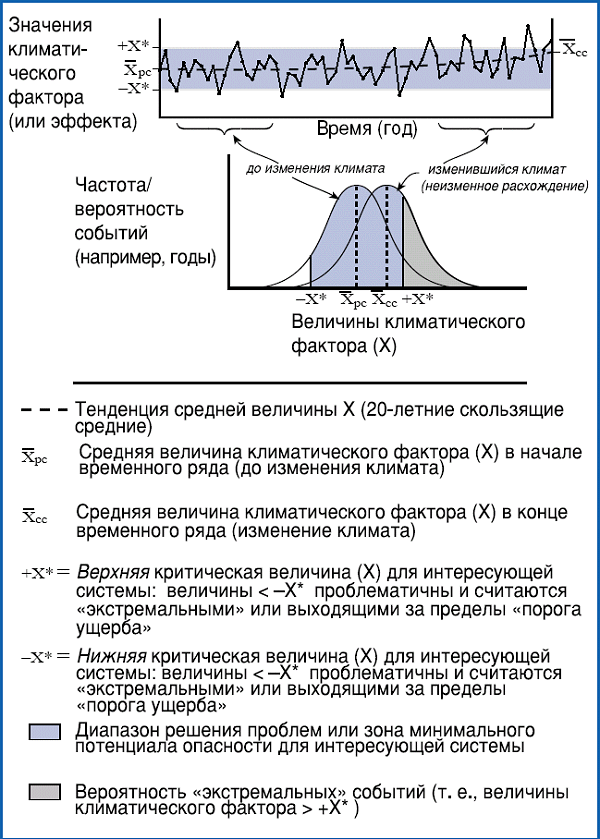 Значения
климати-
ческого
фактора
(или эффекта)
+X*
X̅pc
−X*
X̅cc
Время (год)
до изменения климата
изменившийся климат
(неизменное расхождение)
Частота/
вероятность
событий
(например, годы)
−X* X̅pc X̅cc +X*
Величины климатического
фактора (X)
Тенденция средней величины X (20-летние скользящие
средние)
X̅pc Средняя величина климатического фактора (X) в начале
временного ряда (до изменения климата)
X̅cc Средняя величина климатического фактора (X) в конце
временного ряда (изменение климата)
+X* = Верхняя критическая величина (X) для интересующей
системы: величины < −X* проблематичны и считаются
«экстремальными» или выходящими за пределы «порога
ущерба»
−X* = Нижняя критическая величина (X) для интересующей
системы: величины < −X* проблематичны и считаются
«экстремальными» или выходящими за пределы
«порога ущерба»
Диапазон решения проблем или зона минимального
потенциала опасности для интересующей системы
Вероятность «экстремальных» событий (т. е., величины
климатического фактора > +X* )